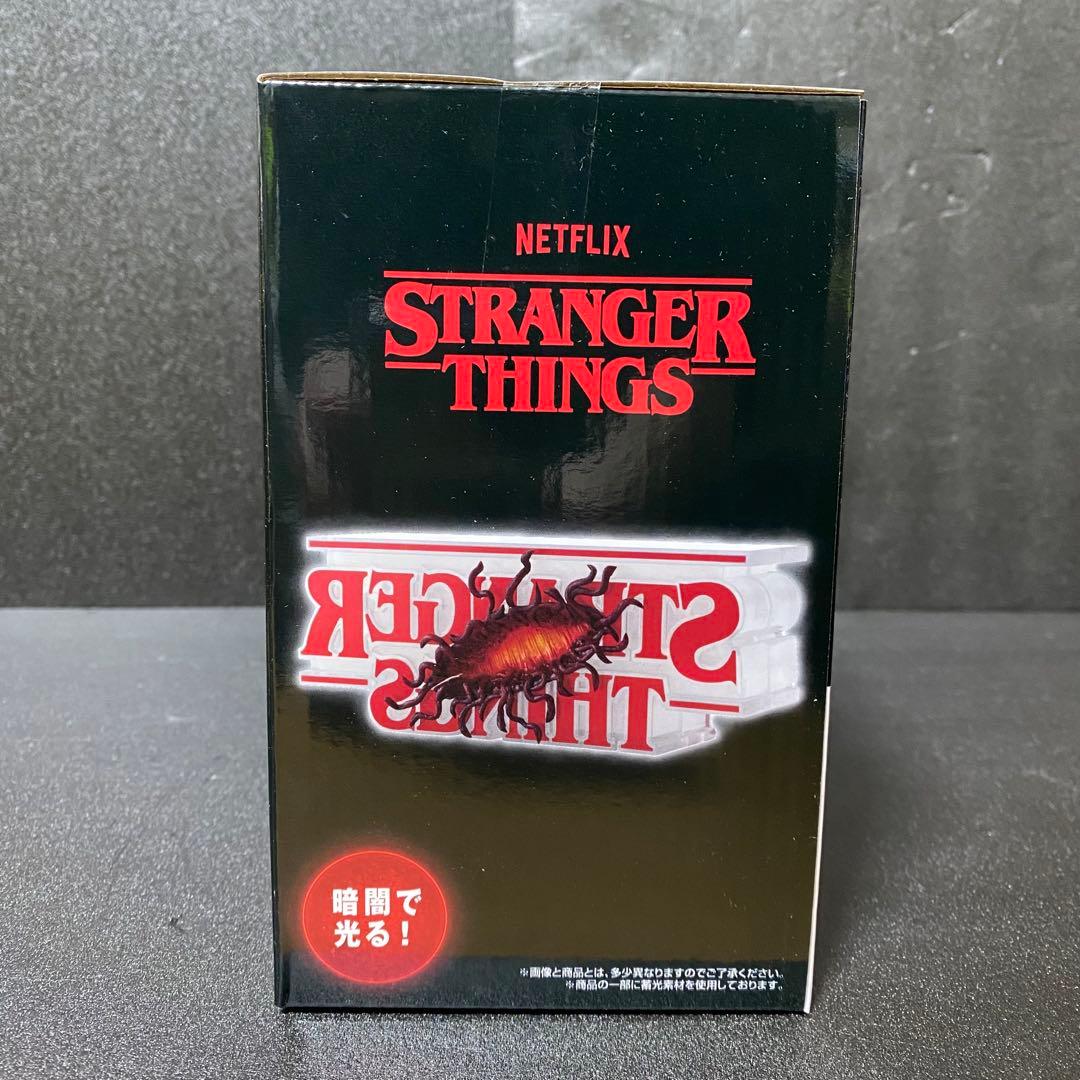 NETFLIX
STRANGER
THINGS
STRANGER
THINGS
暗闇で
光る!
※画像と商品とは、多少異なりますのでご了承ください。
※商品の一部に蓄光素材を使用しております。